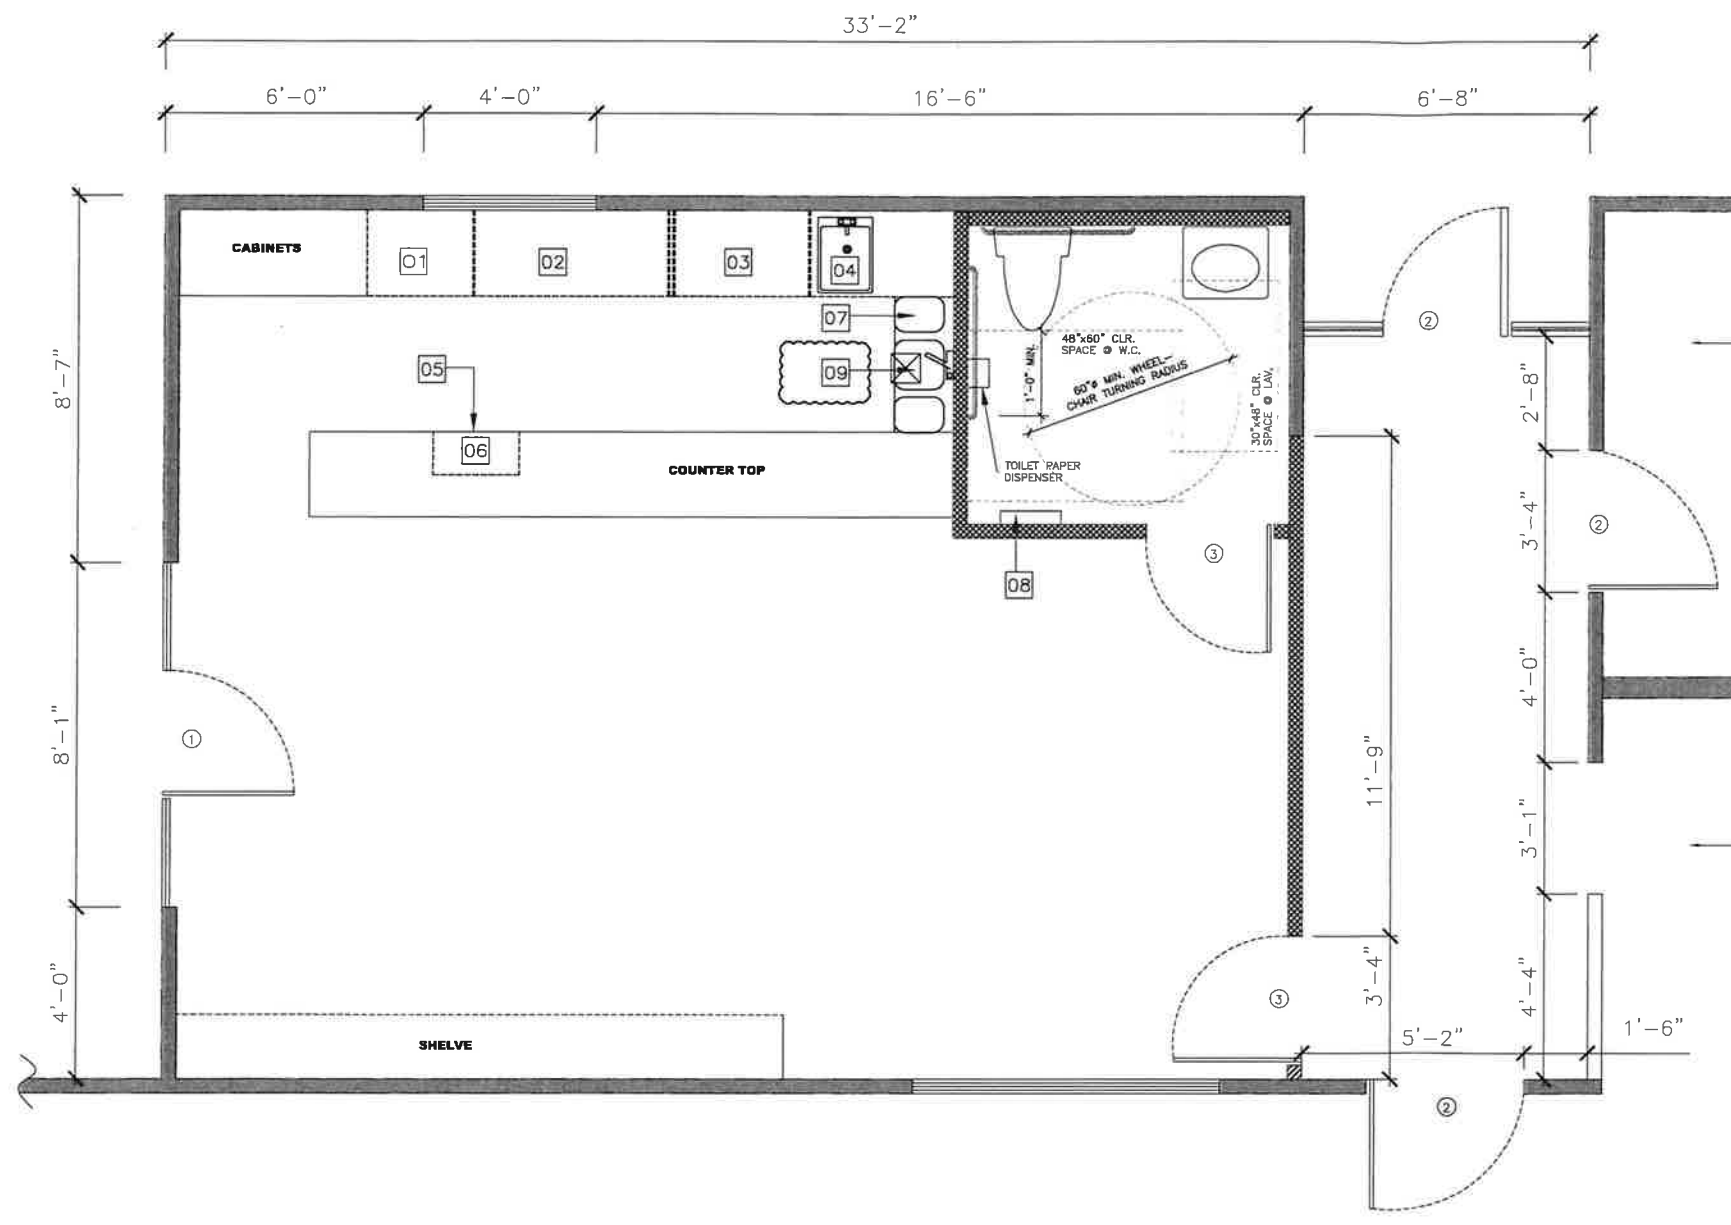 33'-2"
6'-0"
4'-0"
16'-6"
6'-8"
CABINETS
01
02
03
04
07
09
05
06
COUNTER TOP
48"x60" CLR.
SPACE @ W.C.
1'-0" MIN.
60"ø MIN. WHEEL-
CHAIR TURNING RADIUS
30"x48" CLR.
SPACE @ LAV.
TOILET PAPER
DISPENSER
08
8'-7"
8'-1"
4'-0"
1
2
2
3
3
2
2'-8"
3'-4"
4'-0"
3'-1"
4'-4"
11'-9"
3'-4"
5'-2"
1'-6"
SHELVE